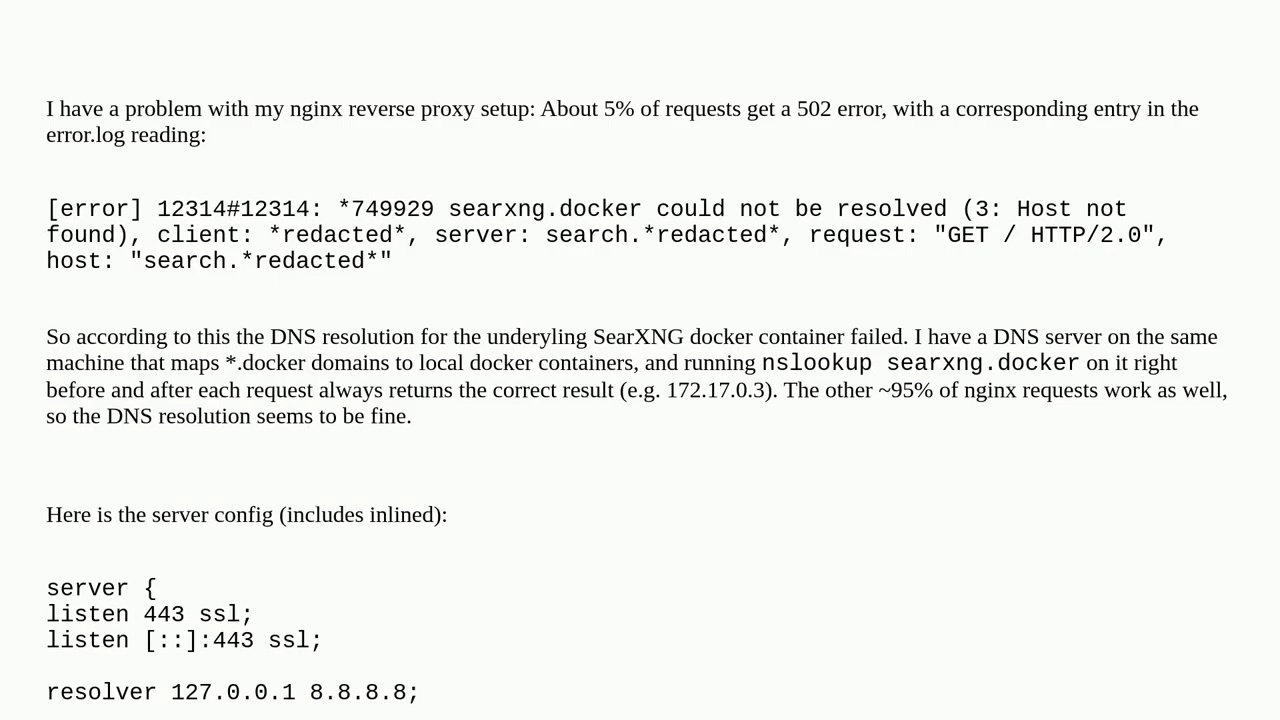 I have a problem with my nginx reverse proxy setup: About 5% of requests get a 502 error, with a corresponding entry in the
error.log reading:
[error] 12314#12314: *749929 searxng.docker could not be resolved (3: Host not
found), client: *redacted*, server: search.*redacted*, request: "GET / HTTP/2.0",
host: "search.*redacted*"
So according to this the DNS resolution for the underyling SearXNG docker container failed. I have a DNS server on the same
machine that maps *.docker domains to local docker containers, and running nslookup searxng.docker on it right
before and after each request always returns the correct result (e.g. 172.17.0.3). The other ~95% of nginx requests work as well,
so the DNS resolution seems to be fine.
Here is the server config (includes inlined):
server {
listen 443 ssl;
listen [::]:443 ssl;
resolver 127.0.0.1 8.8.8.8;